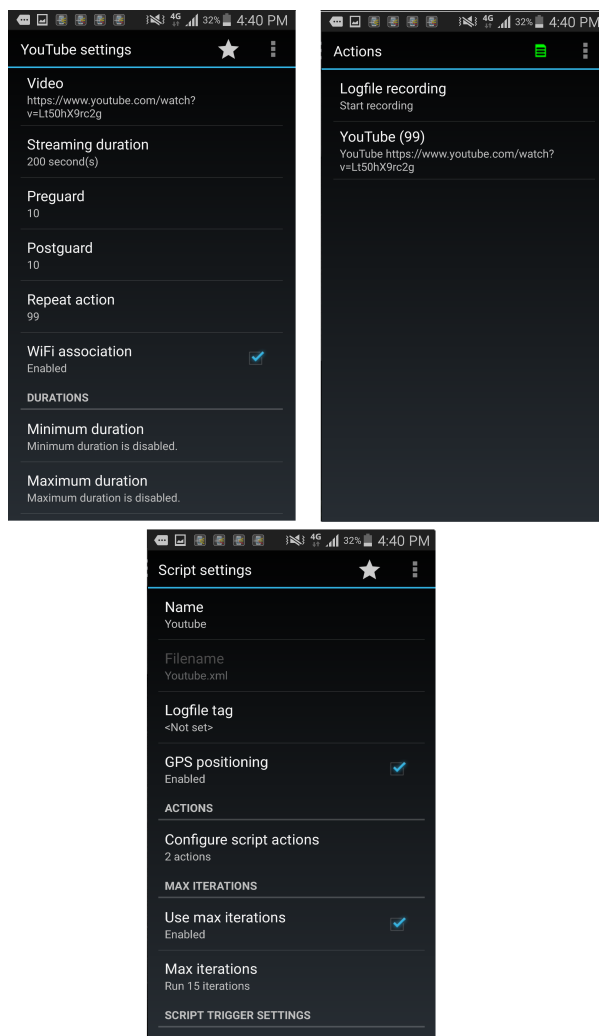 4G 32% 4:40 PM
YouTube settings
Video
https://www.youtube.com/watch?
v=Lt50hX9rc2g
Streaming duration
200 second(s)
Preguard
10
Postguard
10
Repeat action
99
WiFi association
Enabled
DURATIONS
Minimum duration
Minimum duration is disabled.
Maximum duration
Maximum duration is disabled.
4G 32% 4:40 PM
Actions
Logfile recording
Start recording
YouTube (99)
YouTube https://www.youtube.com/watch?
v=Lt50hX9rc2g
4G 32% 4:40 PM
Script settings
Name
Youtube
Filename
Youtube.xml
Logfile tag
<Not set>
GPS positioning
Enabled
ACTIONS
Configure script actions
2 actions
MAX ITERATIONS
Use max iterations
Enabled
Max iterations
Run 15 iterations
SCRIPT TRIGGER SETTINGS